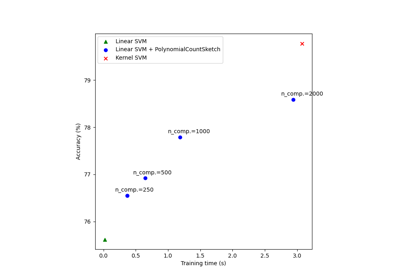 Linear SVM
Linear SVM + PolynomialCountSketch
Kernel SVM
n_comp.=2000
n_comp.=1000
n_comp.=500
n_comp.=250
79
78
77
76
Accuracy (%)
0.0 0.5 1.0 1.5 2.0 2.5 3.0
Training time (s)